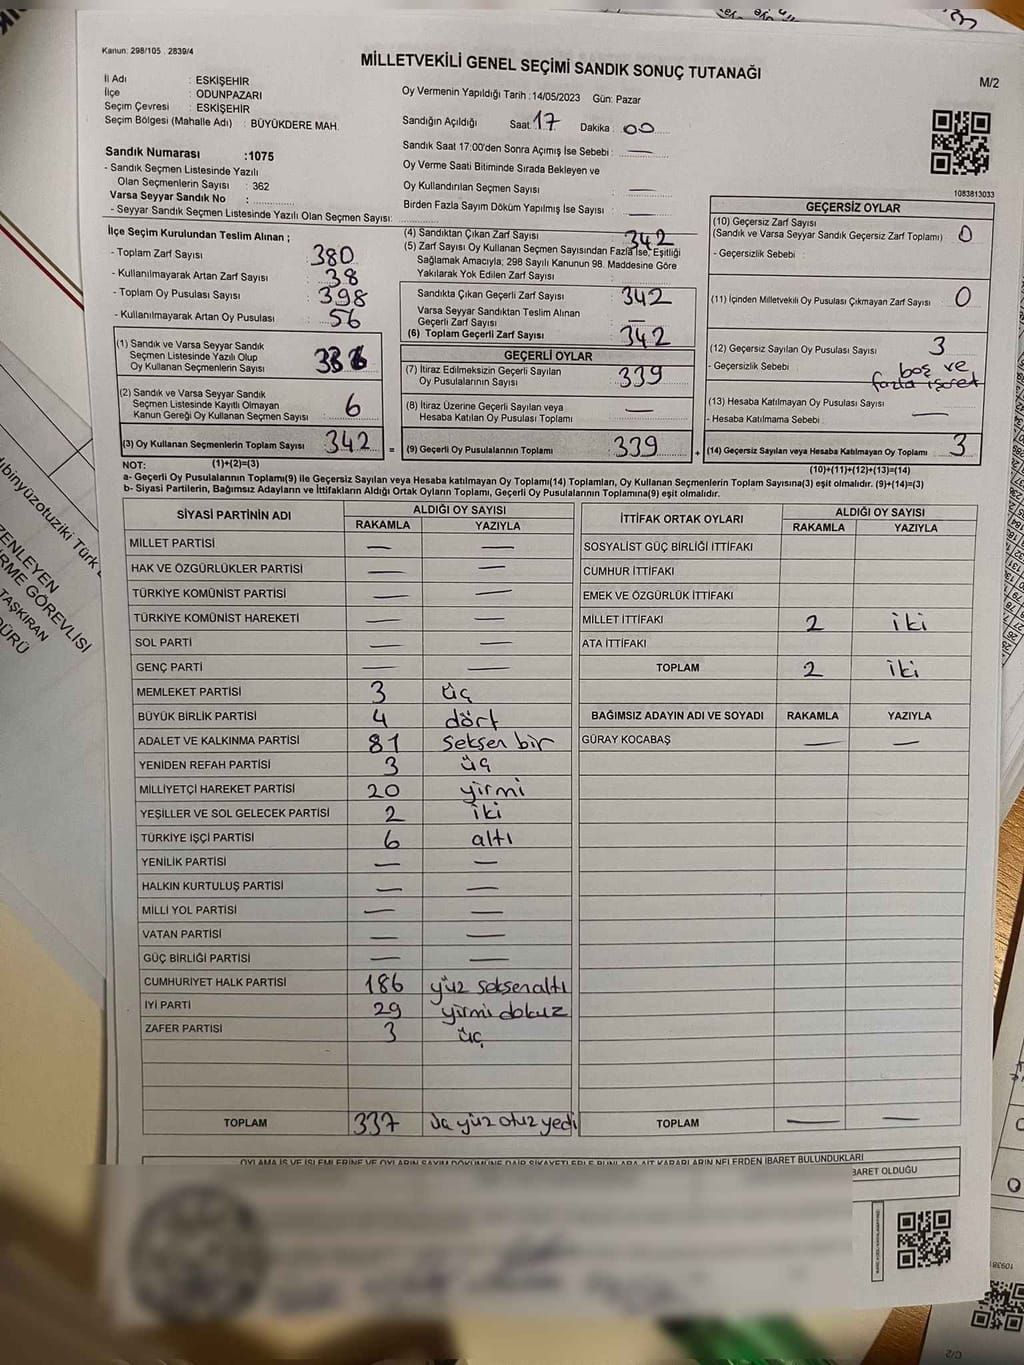 Kanun: 298/105 . 2839/4
MİLLETVEKİLİ GENEL SEÇİMİ SANDIK SONUÇ TUTANAĞI
M/2
İl Adı : ESKİŞEHİR
İlçe : ODUNPAZARI
Seçim Çevresi : ESKİŞEHİR
Seçim Bölgesi (Mahalle Adı) : BÜYÜKDERE MAH.
Oy Vermenin Yapıldığı Tarih :14/05/2023 Gün: Pazar
Sandığın Açıldığı Saat: 17 Dakika : 00
Sandık Saat 17:00'den Sonra Açımış İse Sebebi : —
Oy Verme Saati Bitiminde Sırada Bekleyen ve
Oy Kullandırılan Seçmen Sayısı —
Birden Fazla Sayım Döküm Yapılmış İse Sayısı —
1083813033
Sandık Numarası :1075
- Sandık Seçmen Listesinde Yazılı
Olan Seçmenlerin Sayısı : 362
Varsa Seyyar Sandık No :
- Seyyar Sandık Seçmen Listesinde Yazılı Olan Seçmen Sayısı:
İlçe Seçim Kurulundan Teslim Alınan ;
- Toplam Zarf Sayısı : 380
- Kullanılmayarak Artan Zarf Sayısı : 38
- Toplam Oy Pusulası Sayısı : 398
- Kullanılmayarak Artan Oy Pusulası : 56
(1) Sandık ve Varsa Seyyar Sandık
Seçmen Listesinde Yazılı Olup
Oy Kullanan Seçmenlerin Sayısı : 336
(2) Sandık ve Varsa Seyyar Sandık
Seçmen Listesinde Kayıtlı Olmayan
Kanun Gereği Oy Kullanan Seçmen Sayısı : 6
(3) Oy Kullanan Seçmenlerin Toplam Sayısı : 342
(4) Sandıktan Çıkan Zarf Sayısı : 342
(5) Zarf Sayısı Oy Kullanan Seçmen Sayısından Fazla İse, Eşitliği
Sağlamak Amacıyla; 298 Sayılı Kanunun 98. Maddesine Göre
Yakılarak Yok Edilen Zarf Sayısı :
Sandıkta Çıkan Geçerli Zarf Sayısı : 342
Varsa Seyyar Sandıktan Teslim Alınan
Geçerli Zarf Sayısı : —
(6) Toplam Geçerli Zarf Sayısı : 342
GEÇERLİ OYLAR
(7) İtiraz Edilmeksizin Geçerli Sayılan
Oy Pusulalarının Sayısı : 339
(8) İtiraz Üzerine Geçerli Sayılan veya
Hesaba Katılan Oy Pusulası Toplamı : —
= (9) Geçerli Oy Pusulalarının Toplamı : 339
GEÇERSİZ OYLAR
(10) Geçersiz Zarf Sayısı
(Sandık ve Varsa Seyyar Sandık Geçersiz Zarf Toplamı) : 0
- Geçersizlik Sebebi :
(11) İçinden Milletvekili Oy Pusulası Çıkmayan Zarf Sayısı : 0
(12) Geçersiz Sayılan Oy Pusulası Sayısı : 3
- Geçersizlik Sebebi : boş ve
fazla işaret
(13) Hesaba Katılmayan Oy Pusulası Sayısı :
- Hesaba Katılmama Sebebi : —
+ (14) Geçersiz Sayılan veya Hesaba Katılmayan Oy Toplamı : 3
NOT: (1)+(2)=(3) (10)+(11)+(12)+(13)=(14)
a- Geçerli Oy Pusulalarının Toplamı(9) ile Geçersiz Sayılan veya Hesaba katılmayan Oy Toplamı(14) Toplamları, Oy Kullanan Seçmenlerin Toplam Sayısına(3) eşit olmalıdır. (9)+(14)=(3)
b- Siyasi Partilerin, Bağımsız Adayların ve İttifakların Aldığı Ortak Oyların Toplamı, Geçerli Oy Pusulalarının Toplamına(9) eşit olmalıdır.
SİYASİ PARTİNİN ADI ALDIĞI OY SAYISI
RAKAMLA YAZIYLA
MİLLET PARTİSİ — —
HAK VE ÖZGÜRLÜKLER PARTİSİ — —
TÜRKİYE KOMÜNİST PARTİSİ — —
TÜRKİYE KOMÜNİST HAREKETİ — —
SOL PARTİ — —
GENÇ PARTİ — —
MEMLEKET PARTİSİ 3 üç
BÜYÜK BİRLİK PARTİSİ 4 dört
ADALET VE KALKINMA PARTİSİ 81 seksen bir
YENİDEN REFAH PARTİSİ 3 üç
MİLLİYETÇİ HAREKET PARTİSİ 20 yirmi
YEŞİLLER VE SOL GELECEK PARTİSİ 2 iki
TÜRKİYE İŞÇİ PARTİSİ 6 altı
YENİLİK PARTİSİ — —
HALKIN KURTULUŞ PARTİSİ — —
MİLLİ YOL PARTİSİ — —
VATAN PARTİSİ — —
GÜÇ BİRLİĞİ PARTİSİ — —
CUMHURİYET HALK PARTİSİ 186 yüz seksenaltı
İYİ PARTİ 29 yirmi dokuz
ZAFER PARTİSİ 3 üç
TOPLAM 337 üç yüz otuz yedi
İTTİFAK ORTAK OYLARI ALDIĞI OY SAYISI
RAKAMLA YAZIYLA
SOSYALİST GÜÇ BİRLİĞİ İTTİFAKI
CUMHUR İTTİFAKI
EMEK VE ÖZGÜRLÜK İTTİFAKI
MİLLET İTTİFAKI 2 iki
ATA İTTİFAKI
TOPLAM 2 iki
BAĞIMSIZ ADAYIN ADI VE SOYADI RAKAMLA YAZIYLA
GÜRAY KOCABAŞ — —
TOPLAM — —
OYLAMA İŞ VE İŞLEMLERİNE VE OYLARIN SAYIM DÖKÜMÜNE DAİR ŞİKAYETLERLE BUNLARA AİT KARARLARIN NELERDEN İBARET BULUNDUKLARI
BARET OLDUĞU
dibinyüzotuziki Türk
ZENLEYEN
RME GÖREVLİSİ
TAŞKIRAN
DÜRÜ